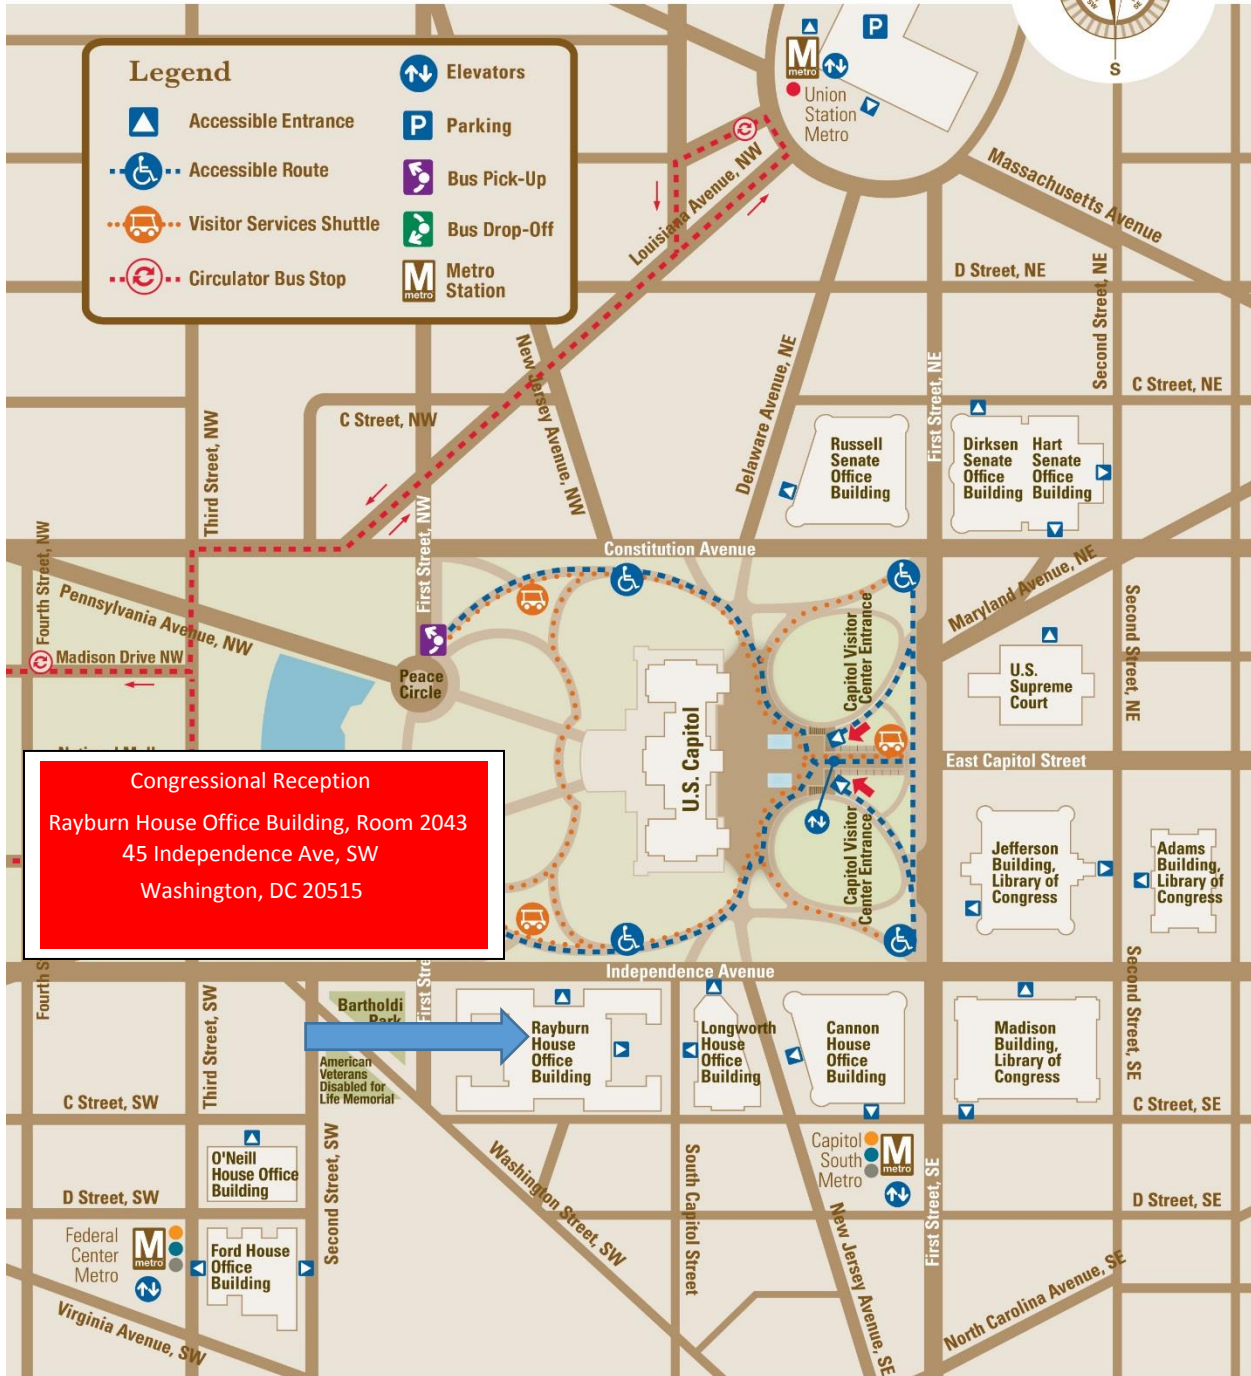 SW
SE
S
Legend
Accessible Entrance
Accessible Route
Visitor Services Shuttle
Circulator Bus Stop
Elevators
P
Parking
Bus Pick-Up
Bus Drop-Off
M
metro
Metro
Station
P
M
metro
Union
Station
Metro
Massachusetts Avenue
Louisiana Avenue, NW
D Street, NE
Second Street, NE
C Street, NE
New Jersey Avenue, NW
Delaware Avenue, NE
First Street, NE
Third Street, NW
C Street, NW
Russell
Senate
Office
Building
Dirksen
Senate
Office
Building
Hart
Senate
Office
Building
Fourth Street, NW
First Street, NW
Constitution Avenue
Pennsylvania Avenue, NW
Maryland Avenue, NE
Second Street, NE
Madison Drive NW
Peace
Circle
Capitol Visitor
Center Entrance
U.S. Capitol
U.S.
Supreme
Court
East Capitol Street
Congressional Reception
Rayburn House Office Building, Room 2043
45 Independence Ave, SW
Washington, DC 20515
Capitol Visitor
Center Entrance
Jefferson
Building,
Library of
Congress
Adams
Building,
Library of
Congress
Independence Avenue
Fourth S
Third Street, SW
First Stre
Second Street, SE
Bartholdi
Park
American
Veterans
Disabled for
Life Memorial
Rayburn
House
Office
Building
Longworth
House
Office
Building
Cannon
House
Office
Building
Madison
Building,
Library of
Congress
C Street, SW
C Street, SE
O'Neill
House Office
Building
Second Street, SW
Washington Street, SW
South Capitol Street
Capitol
South
Metro
M
metro
First Street, SE
D Street, SW
D Street, SE
Federal
Center
Metro
M
metro
Ford House
Office
Building
New Jersey Avenue, SE
North Carolina Avenue, SE
Virginia Avenue, SW